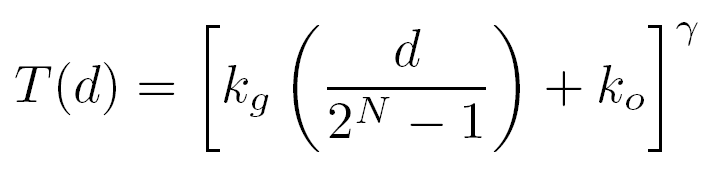 T(d) = [k_g (d / (2^N − 1)) + k_o]^γ